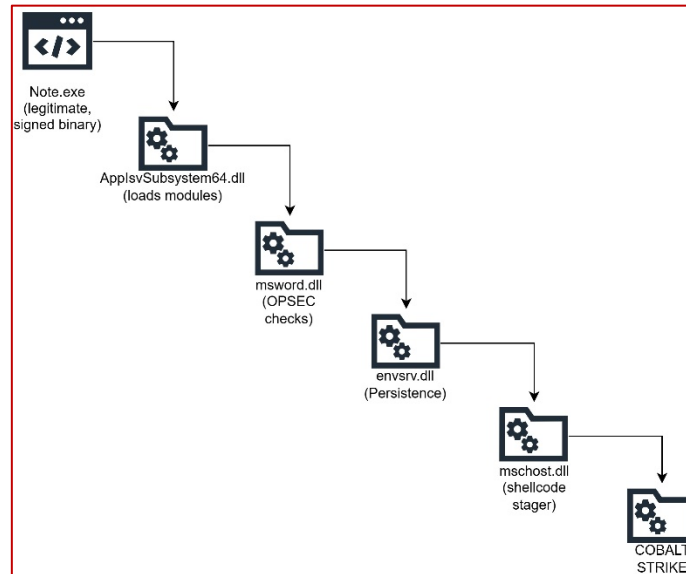 </>
Note.exe
(legitimate,
signed binary)
AppIsvSubsystem64.dll
(loads modules)
msword.dll
(OPSEC
checks)
envsrv.dll
(Persistence)
mschost.dll
(shellcode
stager)
COBALT
STRIKE